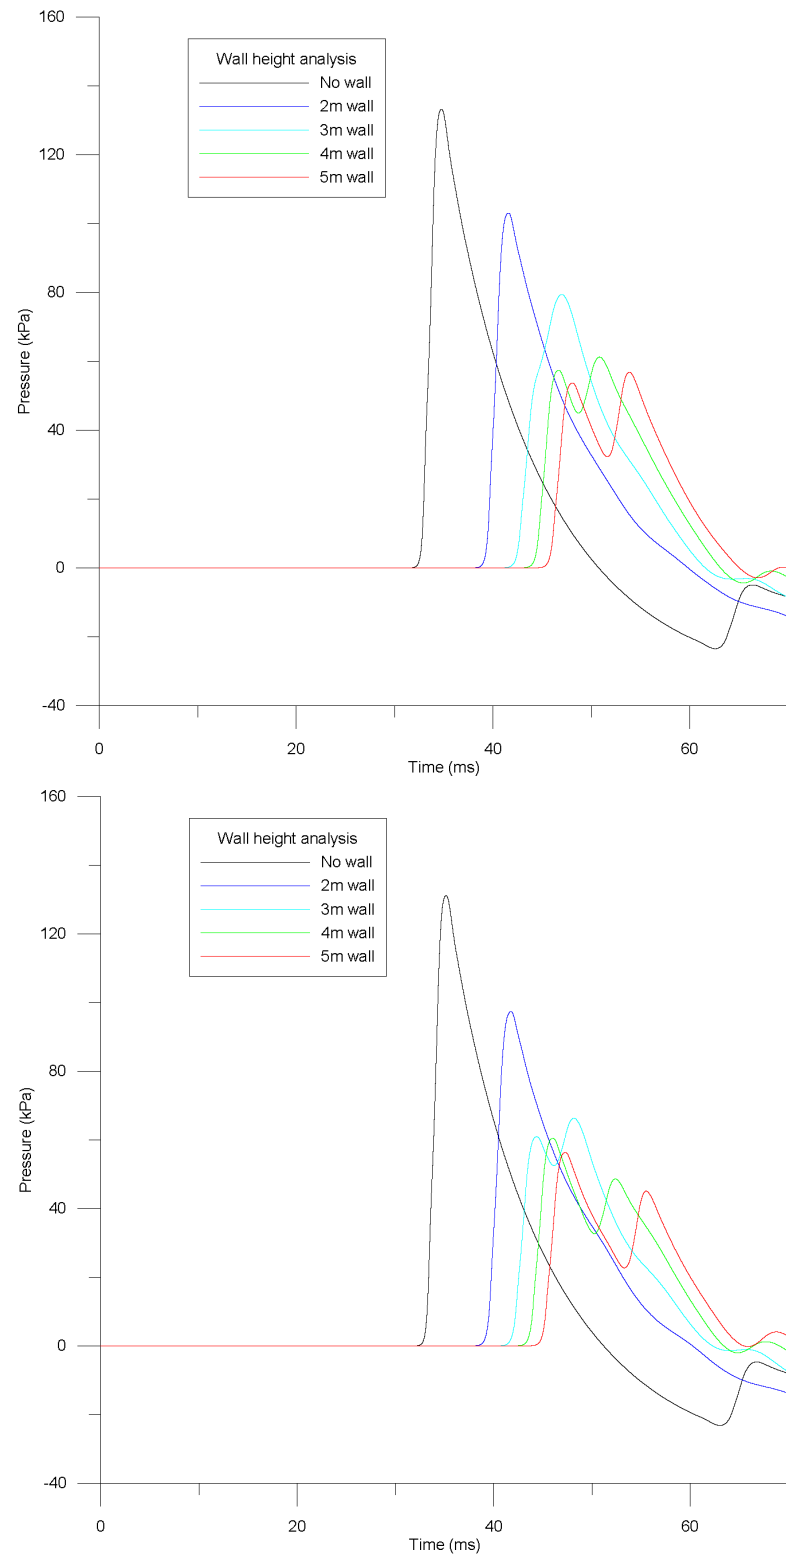 160
120
80
40
0
-40
Pressure (kPa)
Wall height analysis
No wall
2m wall
3m wall
4m wall
5m wall
0 20 40 60
Time (ms)
160
120
80
40
0
-40
Pressure (kPa)
Wall height analysis
No wall
2m wall
3m wall
4m wall
5m wall
0 20 40 60
Time (ms)